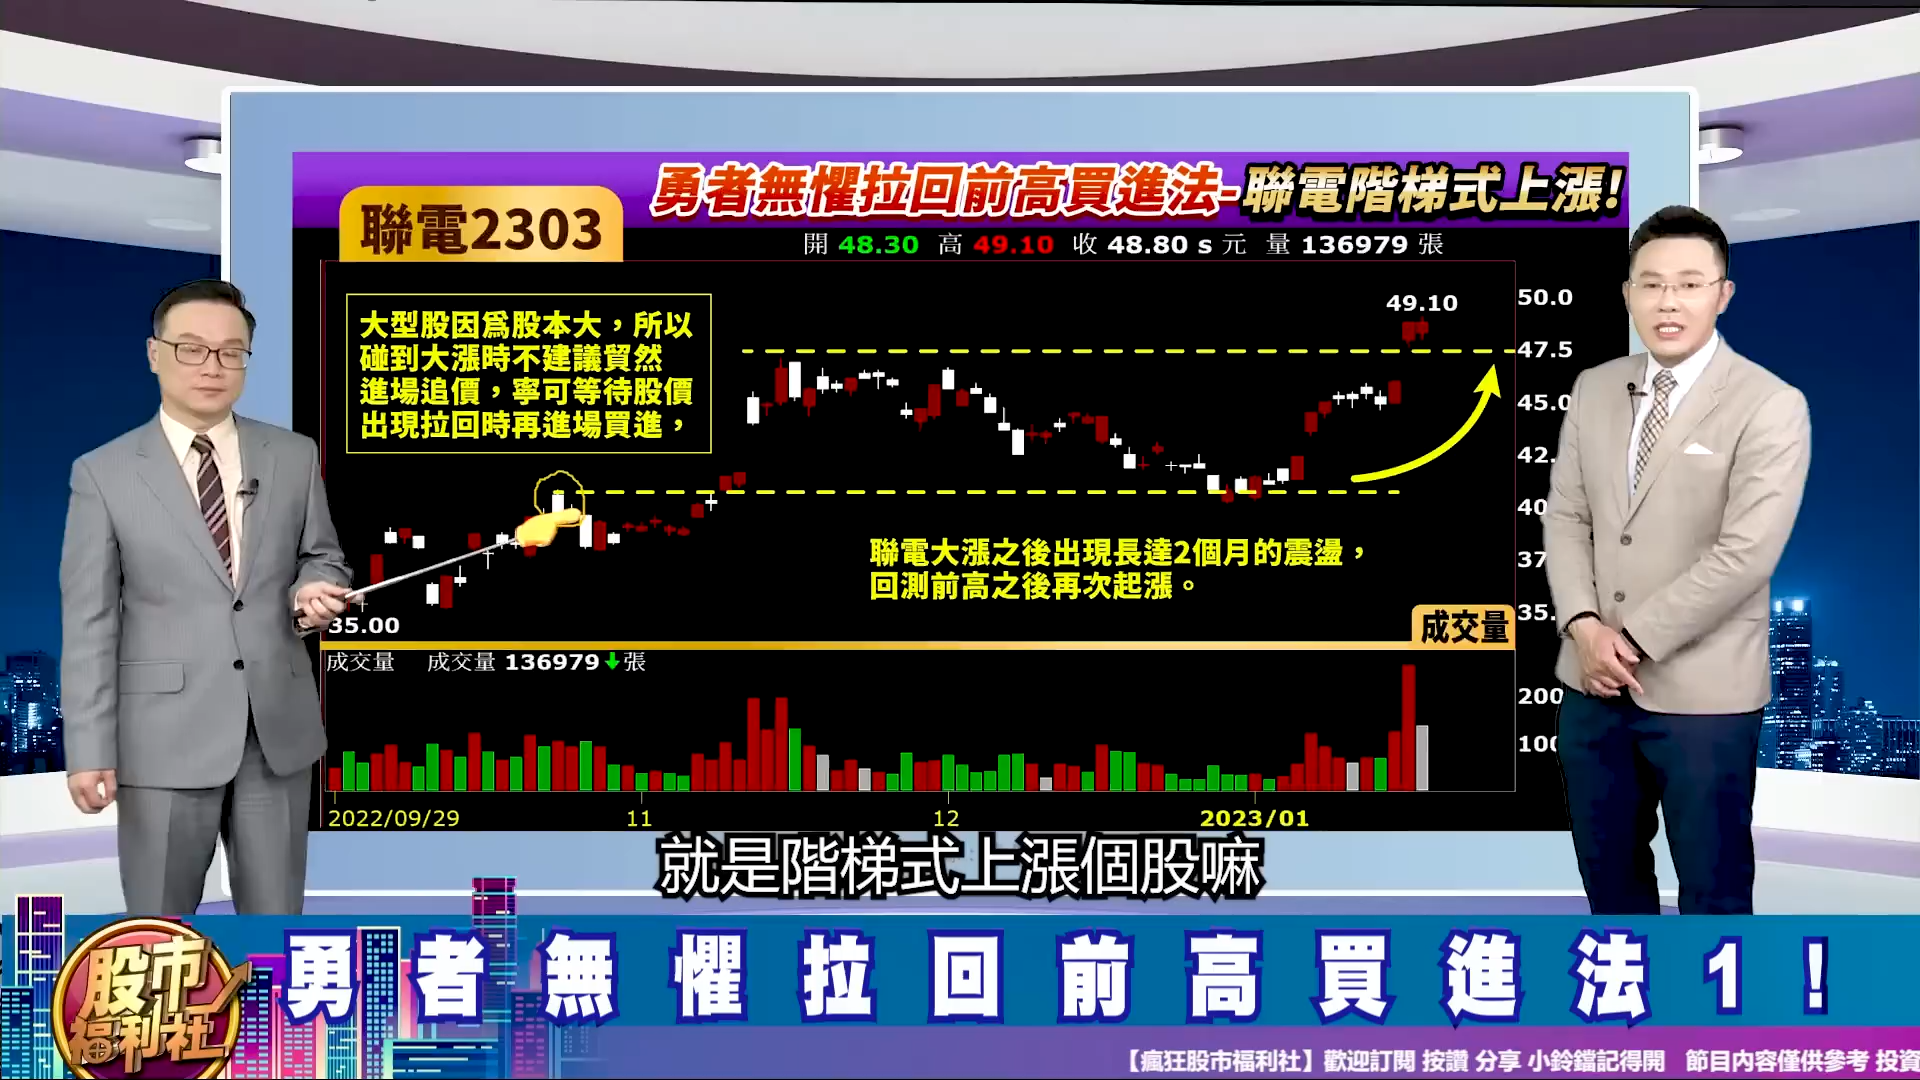 勇者無懼拉回前高買進法-聯電階梯式上漲!
聯電2303
開 48.30 高 49.10 收 48.80 s 元 量 136979 張
大型股因為股本大，所以
碰到大漲時不建議貿然
進場追價，寧可等待股價
出現拉回時再進場買進，
49.10
50.0
47.5
45.0
42.
40
37
35.
聯電大漲之後出現長達2個月的震盪，
回測前高之後再次起漲。
35.00
成交量
成交量 成交量 136979 張
200
100
2022/09/29 11 12 2023/01
就是階梯式上漲個股嘛
股市
福利社
勇者無懼拉回前高買進法1!
【瘋狂股市福利社】歡迎訂閱 按讚 分享 小鈴鐺記得開 節目內容僅供參考 投資